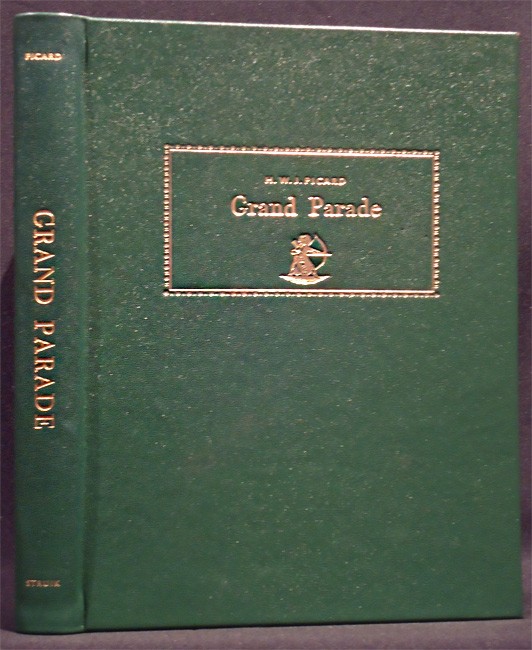 PICARD
GRAND PARADE
STRUIK
H. W. J. PICARD
Grand Parade